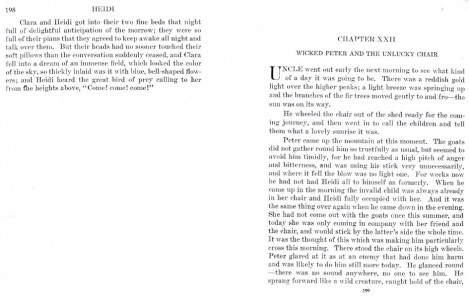 198 HEIDI
Clara and Heidi got into their two fine beds that night
full of delightful anticipation of the morrow; they were so
full of their plans that they agreed to keep awake all night and
talk over them. But their heads had no sooner touched their
soft pillows than the conversation suddenly ceased, and Clara
fell into a dream of an immense field, which looked the color
of the sky, so thickly inlaid was it with blue, bell-shaped flow-
ers; and Heidi heard the great bird of prey calling to her
from the heights above, "Come! come! come!"
CHAPTER XXII
WICKED PETER AND THE UNLUCKY CHAIR
UNCLE went out early the next morning to see what kind
of a day it was going to be. There was a reddish gold
light over the higher peaks; a light breeze was springing up
and the branches of the fir trees moved gently to and fro—the
sun was on its way.
He wheeled the chair out of the shed ready for the com-
ing journey, and then went in to call the children and tell
them what a lovely sunrise it was.
Peter came up the mountain at this moment. The goats
did not gather round him so trustfully as usual, but seemed to
avoid him timidly, for he had reached a high pitch of anger
and bitterness, and was using his stick very unnecessarily,
and where it fell the blow was no light one. For weeks now
he had not had Heidi all to himself as formerly. When he
came up in the morning the invalid child was always already
in her chair and Heidi fully occupied with her. And it was
the same thing over again when he came down in the evening.
She had not come out with the goats once this summer, and
today she was only coming in company with her friend and
the chair, and would stick by the latter's side the whole time.
It was the thought of this which was making him particularly
cross this morning. There stood the chair on its high wheels.
Peter glared at it as at an enemy that had done him harm
and was likely to do him still more today. He glanced round
—there was no sound anywhere, no one to see him. He
sprang forward like a wild creature, caught hold of the chair,
199